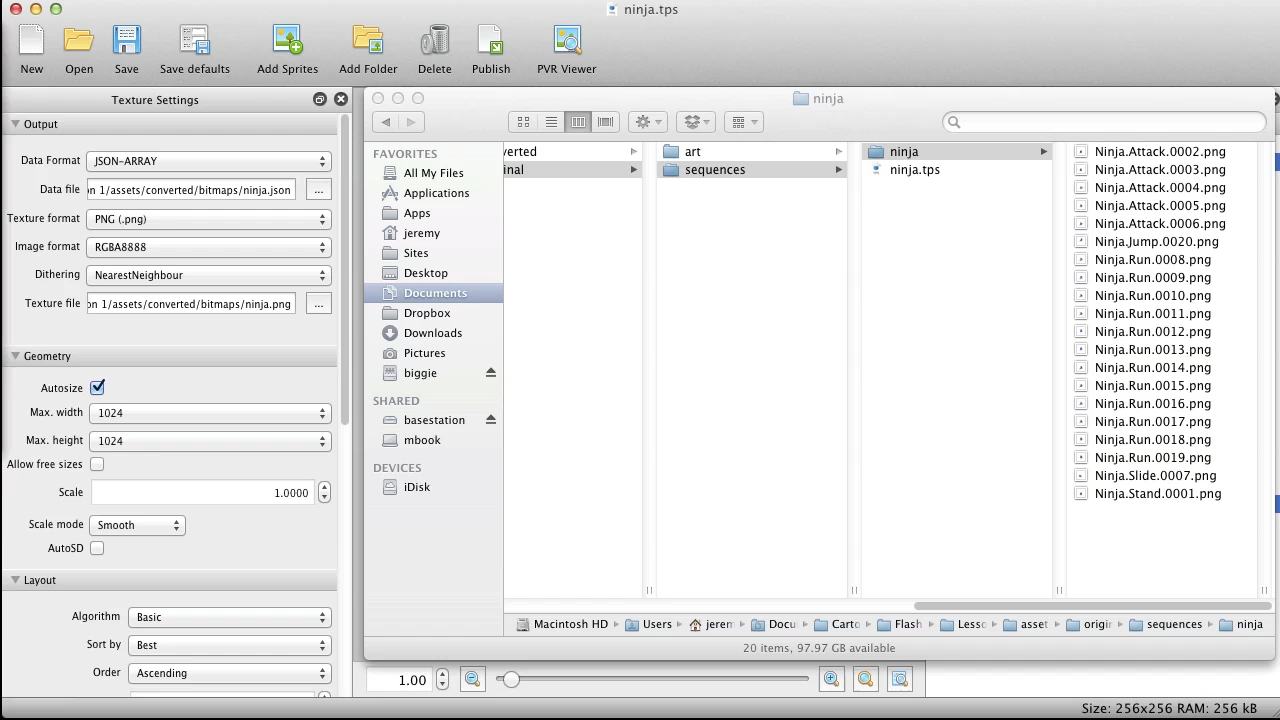 ninja.tps
New Open Save Save defaults Add Sprites Add Folder Delete Publish PVR Viewer
Texture Settings
Output
Data Format JSON-ARRAY
Data file on 1/assets/converted/bitmaps/ninja.json ...
Texture format PNG (.png)
Image format RGBA8888
Dithering NearestNeighbour
Texture file on 1/assets/converted/bitmaps/ninja.png ...
Geometry
Autosize
Max. width 1024
Max. height 1024
Allow free sizes
Scale 1.0000
Scale mode Smooth
AutoSD
Layout
Algorithm Basic
Sort by Best
Order Ascending
ninja
FAVORITES
All My Files
Applications
Apps
jeremy
Sites
Desktop
Documents
Dropbox
Downloads
Pictures
biggie
SHARED
basestation
mbook
DEVICES
iDisk
verted
inal
art
sequences
ninja
ninja.tps
Ninja.Attack.0002.png
Ninja.Attack.0003.png
Ninja.Attack.0004.png
Ninja.Attack.0005.png
Ninja.Attack.0006.png
Ninja.Jump.0020.png
Ninja.Run.0008.png
Ninja.Run.0009.png
Ninja.Run.0010.png
Ninja.Run.0011.png
Ninja.Run.0012.png
Ninja.Run.0013.png
Ninja.Run.0014.png
Ninja.Run.0015.png
Ninja.Run.0016.png
Ninja.Run.0017.png
Ninja.Run.0018.png
Ninja.Run.0019.png
Ninja.Slide.0007.png
Ninja.Stand.0001.png
Macintosh HD Users jerem Docu Carto Flash Lesso asset origi sequences ninja
20 items, 97.97 GB available
1.00
Size: 256x256 RAM: 256 kB